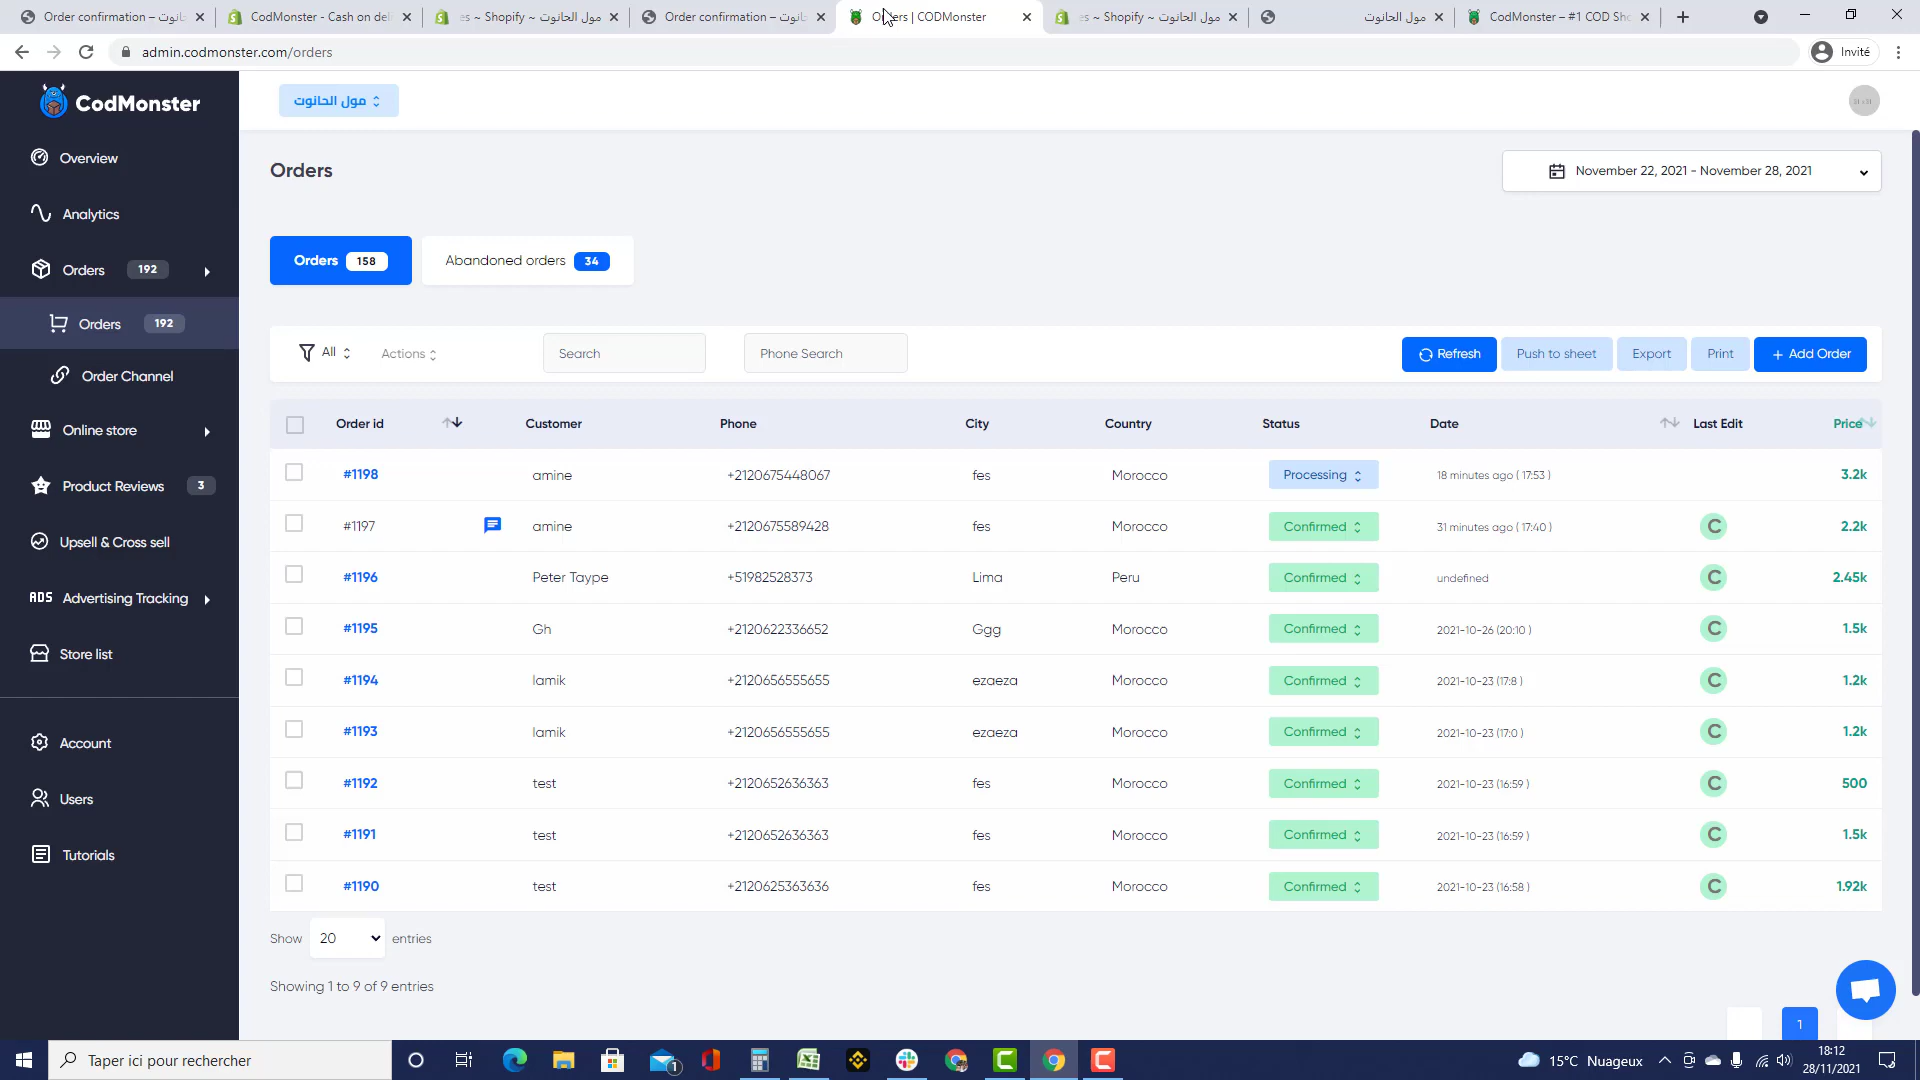 Order confirmation –
CodMonster - Cash on del
es ~ Shopify ~ مول الحانوت
Order confirmation –
Orders | CODMonster
es ~ Shopify ~ مول الحانوت
مول الحانوت
CodMonster – #1 COD Sho
admin.codmonster.com/orders
Invité
CodMonster
مول الحانوت
Overview
Orders
November 22, 2021 - November 28, 2021
Analytics
Orders 192
Orders 158
Abandoned orders 34
Orders 192
All
Actions
Search
Phone Search
Refresh
Push to sheet
Export
Print
+ Add Order
Order Channel
Online store
Product Reviews 3
Upsell & Cross sell
ADS Advertising Tracking
Store list
Account
Users
Tutorials
Order id Customer Phone City Country Status Date Last Edit Price
#1198 amine +2120675448067 fes Morocco Processing 18 minutes ago ( 17:53 ) 3.2k
#1197 amine +2120675589428 fes Morocco Confirmed 31 minutes ago ( 17:40 ) C 2.2k
#1196 Peter Taype +51982528373 Lima Peru Confirmed undefined C 2.45k
#1195 Gh +2120622336652 Ggg Morocco Confirmed 2021-10-26 (20:10 ) C 1.5k
#1194 lamik +2120656555655 ezaeza Morocco Confirmed 2021-10-23 (17:8 ) C 1.2k
#1193 lamik +2120656555655 ezaeza Morocco Confirmed 2021-10-23 (17:0 ) C 1.2k
#1192 test +2120652636363 fes Morocco Confirmed 2021-10-23 (16:59 ) C 500
#1191 test +2120652636363 fes Morocco Confirmed 2021-10-23 (16:59 ) C 1.5k
#1190 test +2120625363636 fes Morocco Confirmed 2021-10-23 (16:58 ) C 1.92k
Show 20 entries
Showing 1 to 9 of 9 entries
1
Taper ici pour rechercher
1
15°C Nuageux
18:12
28/11/2021